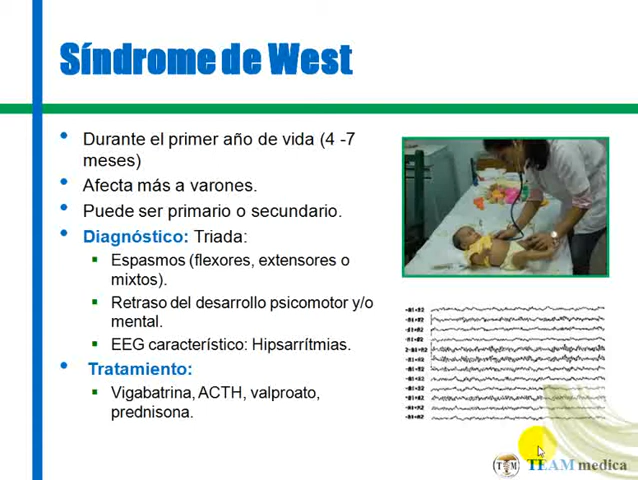 Síndrome de West
Durante el primer año de vida (4 -7
meses)
Afecta más a varones.
Puede ser primario o secundario.
Diagnóstico: Triada:
Espasmos (flexores, extensores o
mixtos).
Retraso del desarrollo psicomotor y/o
mental.
EEG característico: Hipsarrítmias.
Tratamiento:
Vigabatrina, ACTH, valproato,
prednisona.
TEAM medica